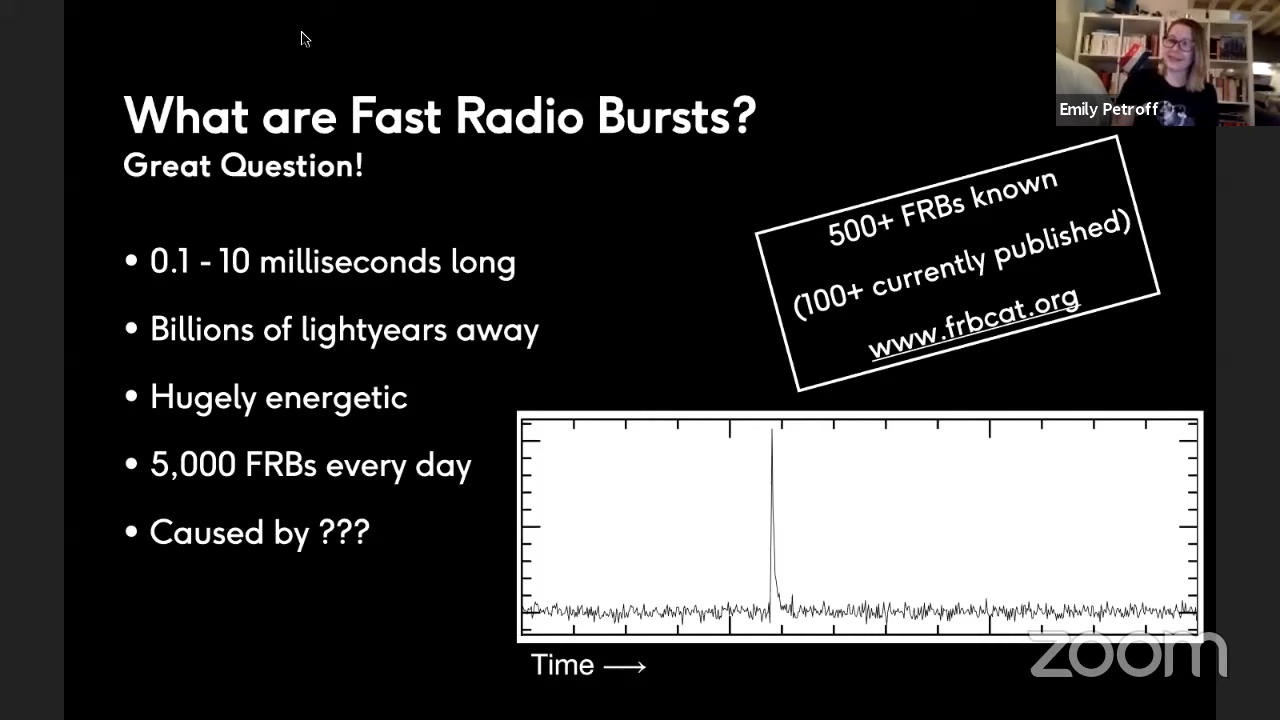 What are Fast Radio Bursts?
Great Question!
• 0.1 - 10 milliseconds long
• Billions of lightyears away
• Hugely energetic
• 5,000 FRBs every day
• Caused by ???
Emily Petroff
500+ FRBs known
(100+ currently published)
www.frbcat.org
Time ⟶
zoom